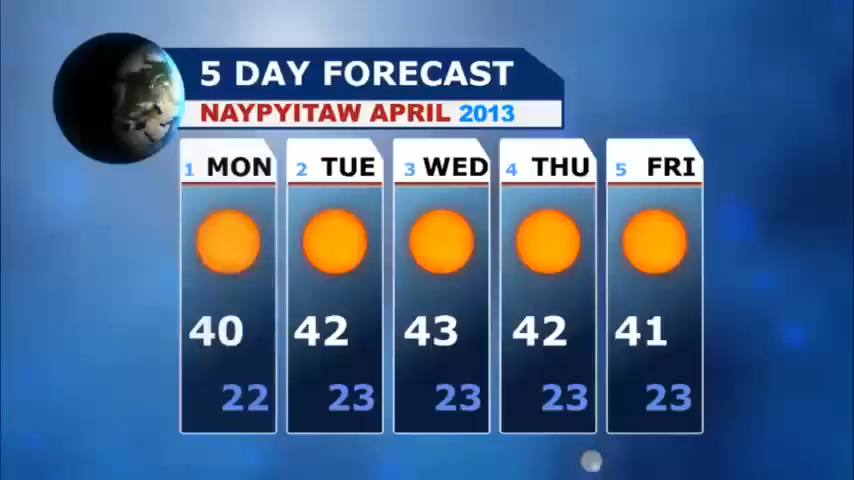 5 DAY FORECAST
NAYPYITAW APRIL 2013
1 MON 2 TUE 3 WED 4 THU 5 FRI
40 42 43 42 41
22 23 23 23 23